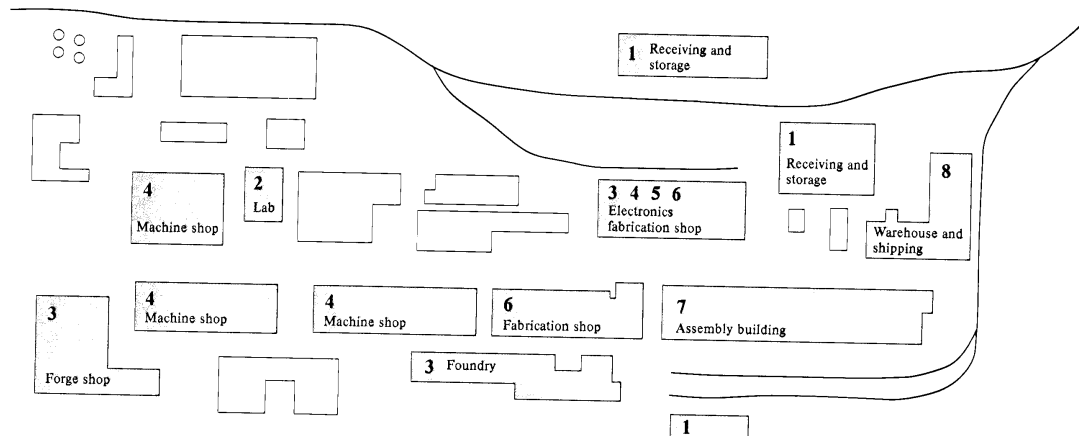 1 Receiving and
storage
1
Receiving and
storage
8
Warehouse and
shipping
4
Machine shop
2
Lab
3 4 5 6
Electronics
fabrication shop
3
Forge shop
4
Machine shop
4
Machine shop
6
Fabrication shop
7
Assembly building
3 Foundry
1